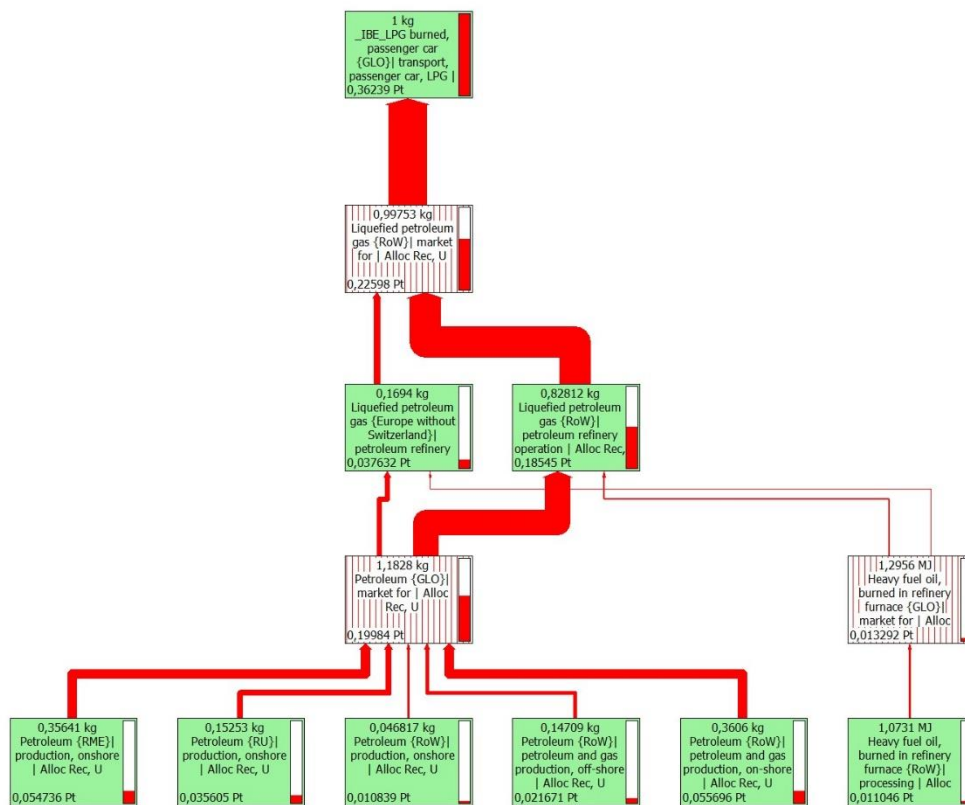 1 kg
_IBE_LPG burned,
passenger car
{GLO}| transport,
passenger car, LPG |
0,36239 Pt
0,99753 kg
Liquefied petroleum
gas {RoW}| market
for | Alloc Rec, U
0,22598 Pt
0,1694 kg
Liquefied petroleum
gas {Europe without
Switzerland}|
petroleum refinery
0,037632 Pt
0,82812 kg
Liquefied petroleum
gas {RoW}|
petroleum refinery
operation | Alloc Rec,
0,18545 Pt
1,1828 kg
Petroleum {GLO}|
market for | Alloc
Rec, U
0,19984 Pt
1,2956 MJ
Heavy fuel oil,
burned in refinery
furnace {GLO}|
market for | Alloc
0,013292 Pt
0,35641 kg
Petroleum {RME}|
production, onshore
| Alloc Rec, U
0,054736 Pt
0,15253 kg
Petroleum {RU}|
production, onshore
| Alloc Rec, U
0,035605 Pt
0,046817 kg
Petroleum {RoW}|
production, onshore
| Alloc Rec, U
0,010839 Pt
0,14709 kg
Petroleum {RoW}|
petroleum and gas
production, off-shore
| Alloc Rec, U
0,021671 Pt
0,3606 kg
Petroleum {RoW}|
petroleum and gas
production, on-shore
| Alloc Rec, U
0,055696 Pt
1,0731 MJ
Heavy fuel oil,
burned in refinery
furnace {RoW}|
processing | Alloc
0,011046 Pt